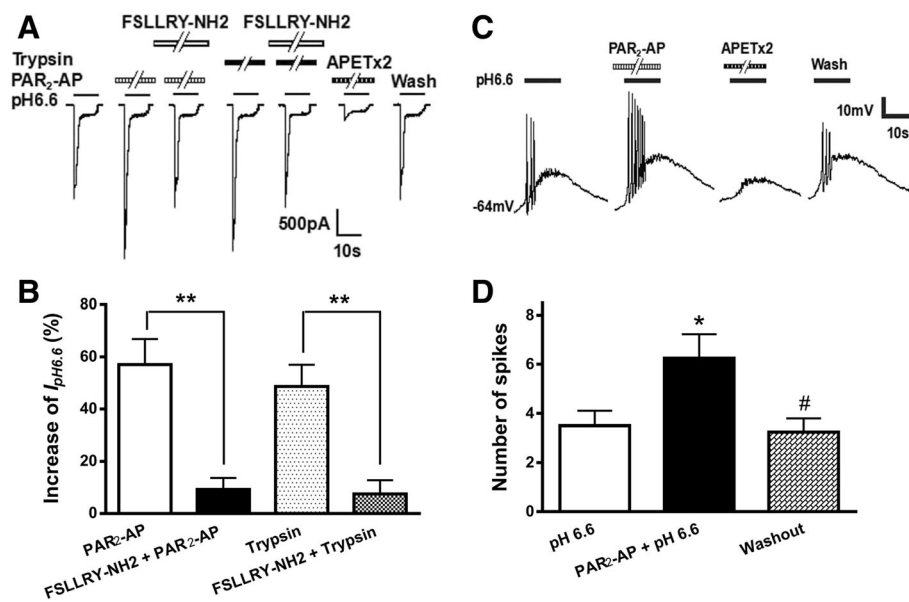 A
FSLLRY-NH2 FSLLRY-NH2
Trypsin
PAR2-AP APETx2 Wash
pH6.6
500pA
10s
B
Increase of IpH6.6 (%)
80
60
40
20
0
** **
PAR2-AP
FSLLRY-NH2 + PAR2-AP
Trypsin
FSLLRY-NH2 + Trypsin
C
PAR2-AP APETx2 Wash
pH6.6
10mV
10s
-64mV
D
Number of spikes
8
6
4
2
0
*
#
pH 6.6
PAR2-AP + pH 6.6
Washout